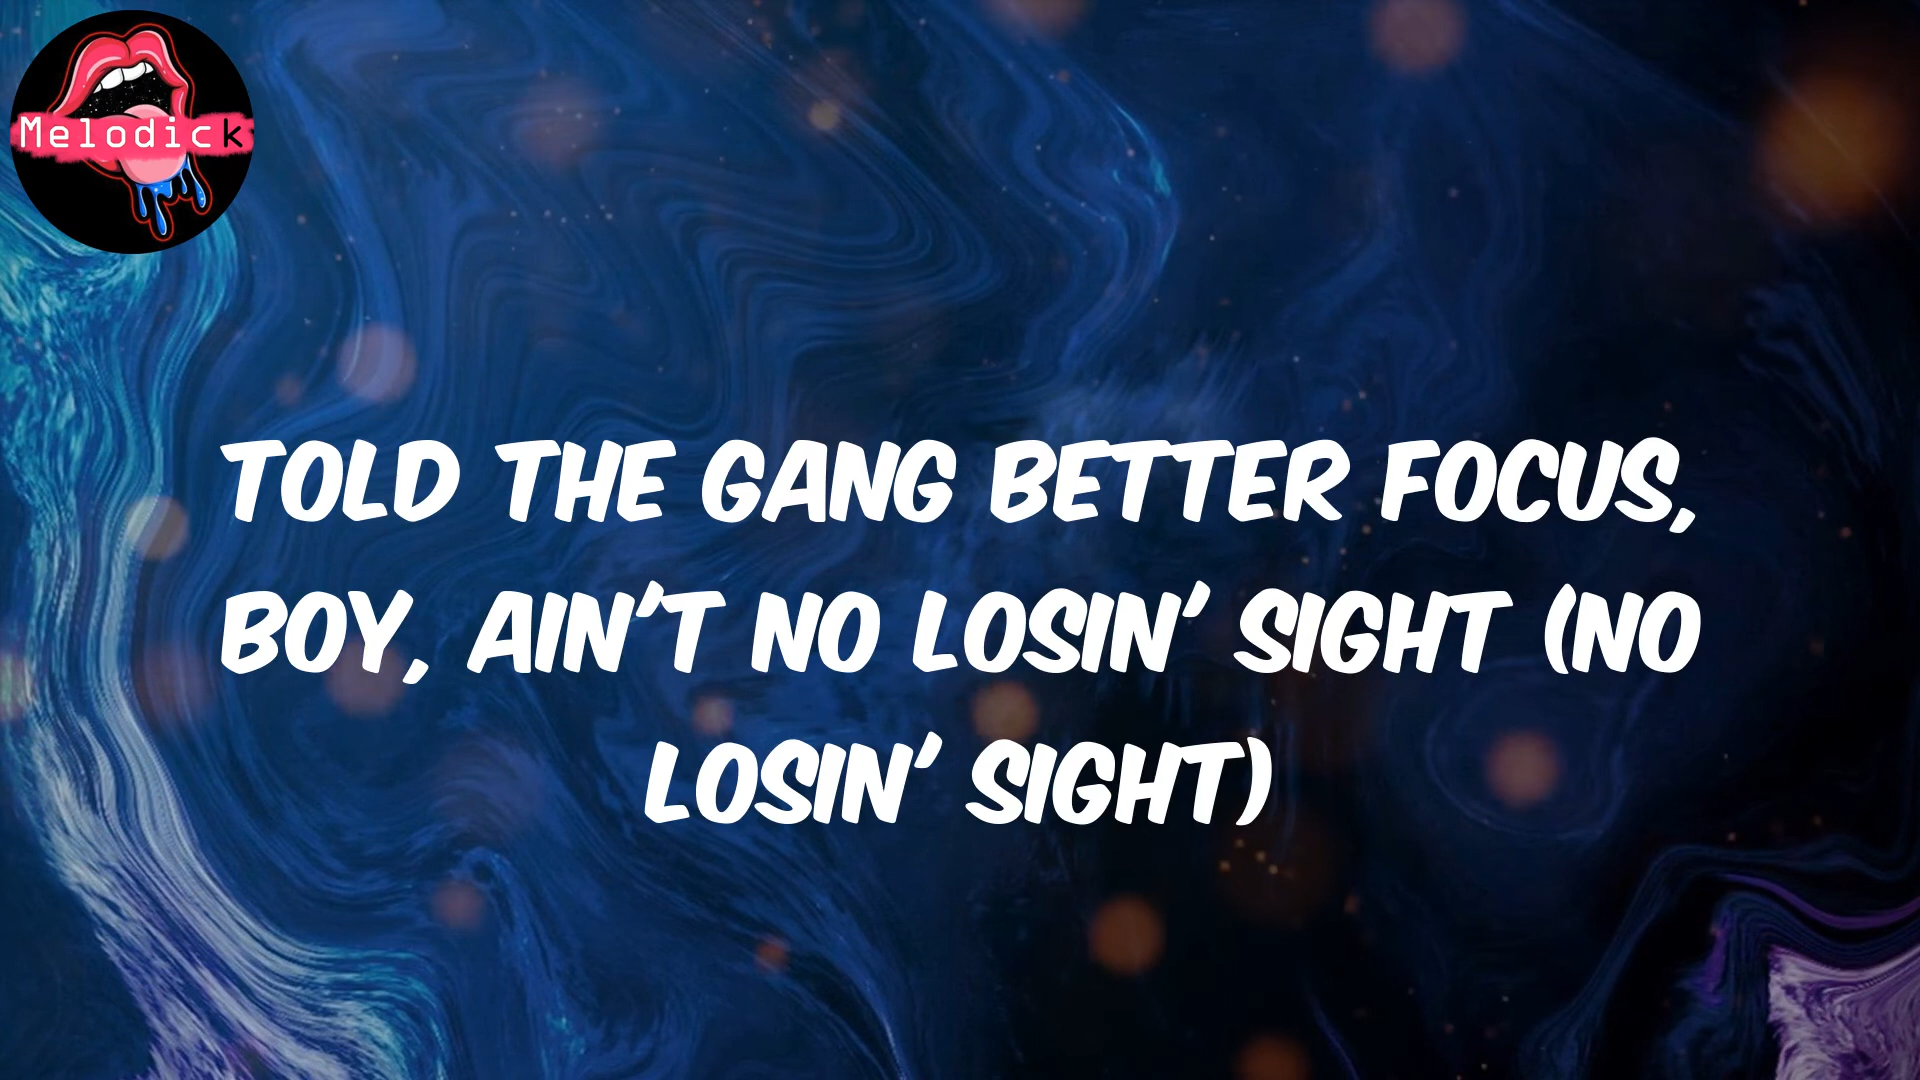 Melodick
TOLD THE GANG BETTER FOCUS,
BOY, AIN'T NO LOSIN' SIGHT (NO
LOSIN' SIGHT)